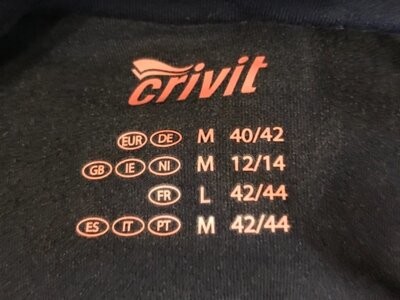 crivit
EUR DE M 40/42
GB IE NI M 12/14
FR L 42/44
ES IT PT M 42/44